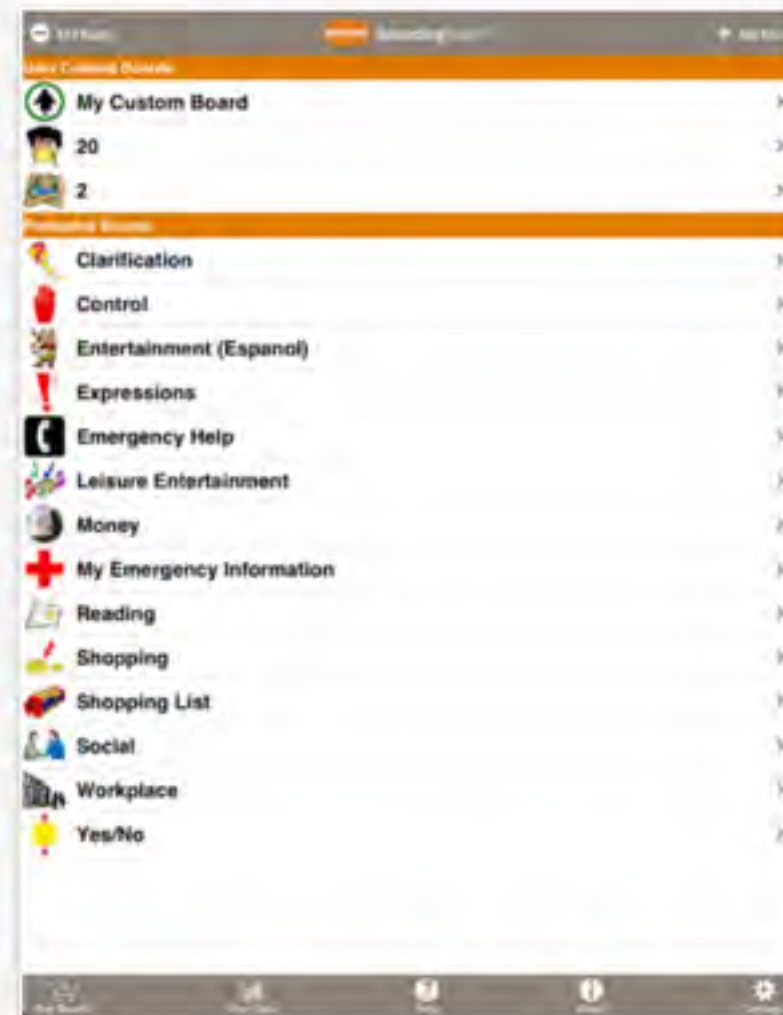 My Custom Board
20
2
Clarification
Control
Entertainment (Espanol)
Expressions
Emergency Help
Leisure Entertainment
Money
My Emergency Information
Reading
Shopping
Shopping List
Social
Workplace
Yes/No